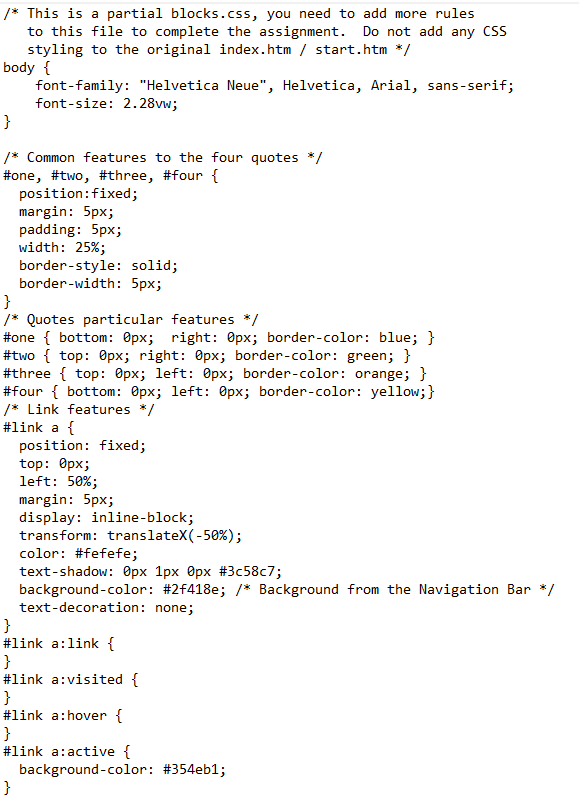 /* This is a partial blocks.css, you need to add more rules
   to this file to complete the assignment.  Do not add any CSS
   styling to the original index.htm / start.htm */
body {
    font-family: "Helvetica Neue", Helvetica, Arial, sans-serif;
    font-size: 2.28vw;
}

/* Common features to the four quotes */
#one, #two, #three, #four {
  position:fixed;
  margin: 5px;
  padding: 5px;
  width: 25%;
  border-style: solid;
  border-width: 5px;
}
/* Quotes particular features */
#one { bottom: 0px;  right: 0px; border-color: blue; }
#two { top: 0px; right: 0px; border-color: green; }
#three { top: 0px; left: 0px; border-color: orange; }
#four { bottom: 0px; left: 0px; border-color: yellow;}
/* Link features */
#link a {
  position: fixed;
  top: 0px;
  left: 50%;
  margin: 5px;
  display: inline-block;
  transform: translateX(-50%);
  color: #fefefe;
  text-shadow: 0px 1px 0px #3c58c7;
  background-color: #2f418e; /* Background from the Navigation Bar */
  text-decoration: none;
}
#link a:link {
}
#link a:visited {
}
#link a:hover {
}
#link a:active {
  background-color: #354eb1;
}